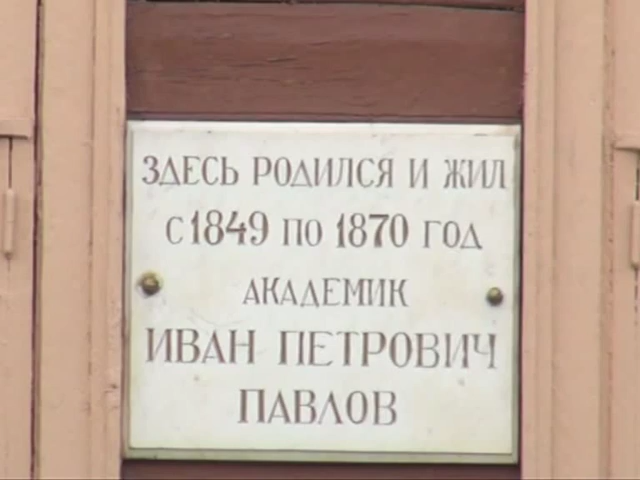 ЗДЕСЬ РОДИЛСЯ И ЖИЛ
С 1849 ПО 1870 ГОД
АКАДЕМИК
ИВАН ПЕТРОВИЧ
ПАВЛОВ